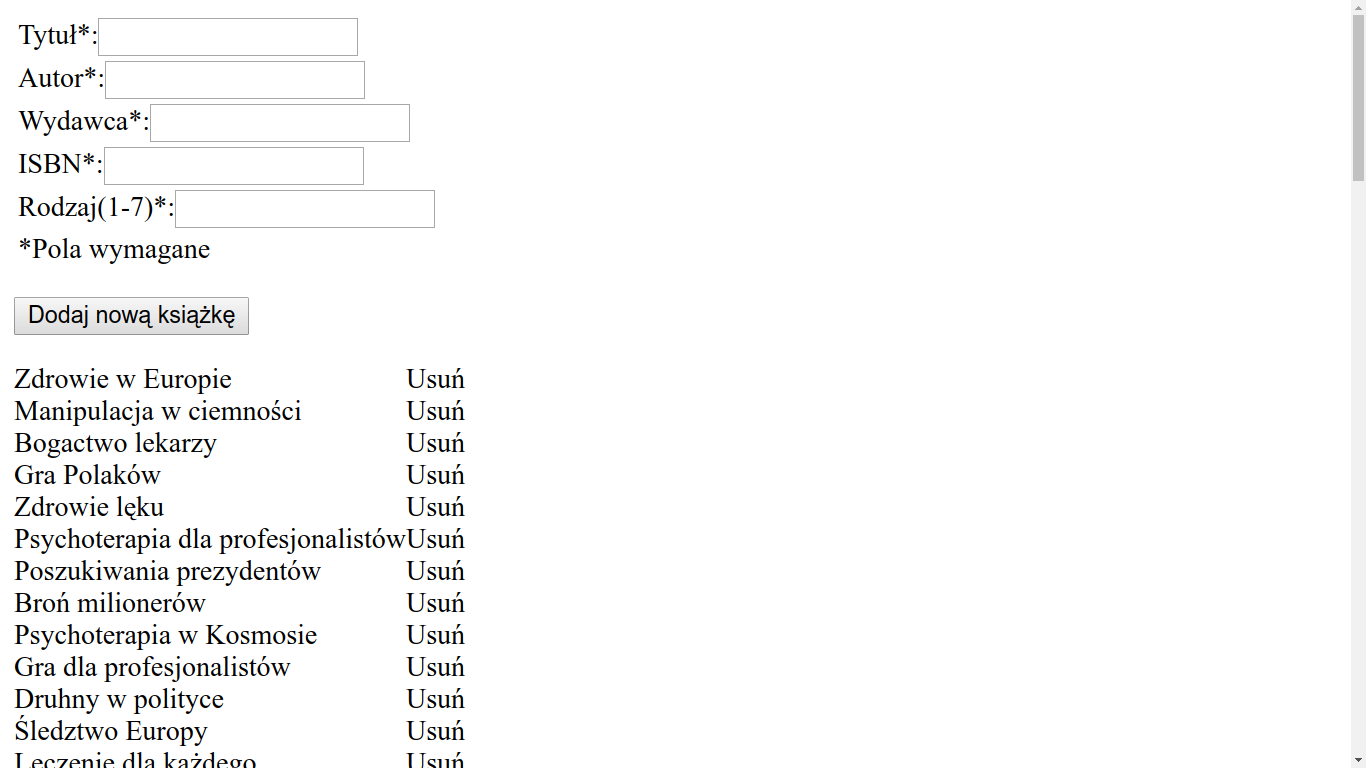 Tytuł*:
Autor*:
Wydawca*:
ISBN*:
Rodzaj(1-7)*:
*Pola wymagane
Dodaj nową książkę
Zdrowie w Europie Usuń
Manipulacja w ciemności Usuń
Bogactwo lekarzy Usuń
Gra Polaków Usuń
Zdrowie lęku Usuń
Psychoterapia dla profesjonalistów Usuń
Poszukiwania prezydentów Usuń
Broń milionerów Usuń
Psychoterapia w Kosmosie Usuń
Gra dla profesjonalistów Usuń
Druhny w polityce Usuń
Śledztwo Europy Usuń
Leczenie dla każdego Usuń